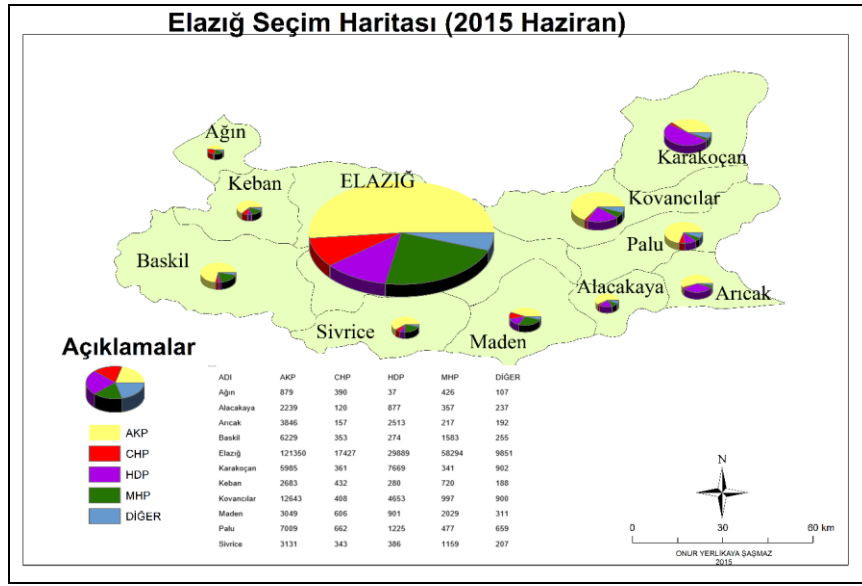 Elazığ Seçim Haritası (2015 Haziran)
Ağın
Karakoçan
Keban
ELAZIĞ
Kovancılar
Palu
Baskil
Alacakaya
Arıcak
Sivrice
Maden
Açıklamalar
AKP
CHP
HDP
MHP
DİĞER
ADI AKP CHP HDP MHP DİĞER
Ağın 879 390 37 426 107
Alacakaya 2239 120 877 357 237
Arıcak 3846 157 2513 217 192
Baskil 6229 353 274 1583 255
Elazığ 121350 17427 29889 58294 9851
Karakoçan 5985 361 7669 341 902
Keban 2683 432 280 720 188
Kovancılar 12643 408 4653 997 900
Maden 3049 606 901 2029 311
Palu 7009 662 1225 477 659
Sivrice 3131 343 386 1159 207
N
0 30 60 km
ONUR YERLİKAYA ŞAŞMAZ
2015